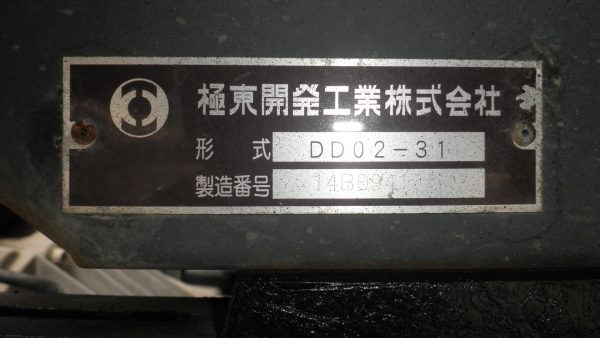 極東開発工業株式会社
形式 DD02-31
製造番号